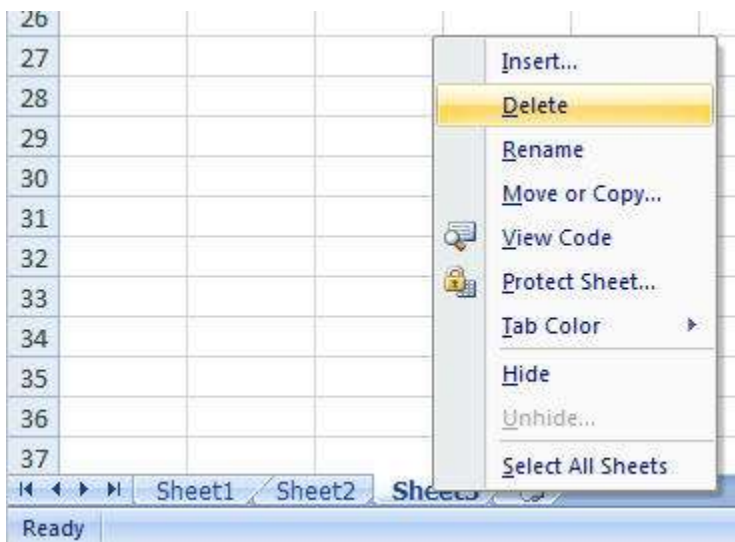 26
27
Insert...
28
Delete
29
Rename
30
Move or Copy...
31
View Code
32
33
Protect Sheet...
34
Tab Color
35
Hide
36
Unhide...
37
Select All Sheets
Sheet1 Sheet2 Sheet3
Ready